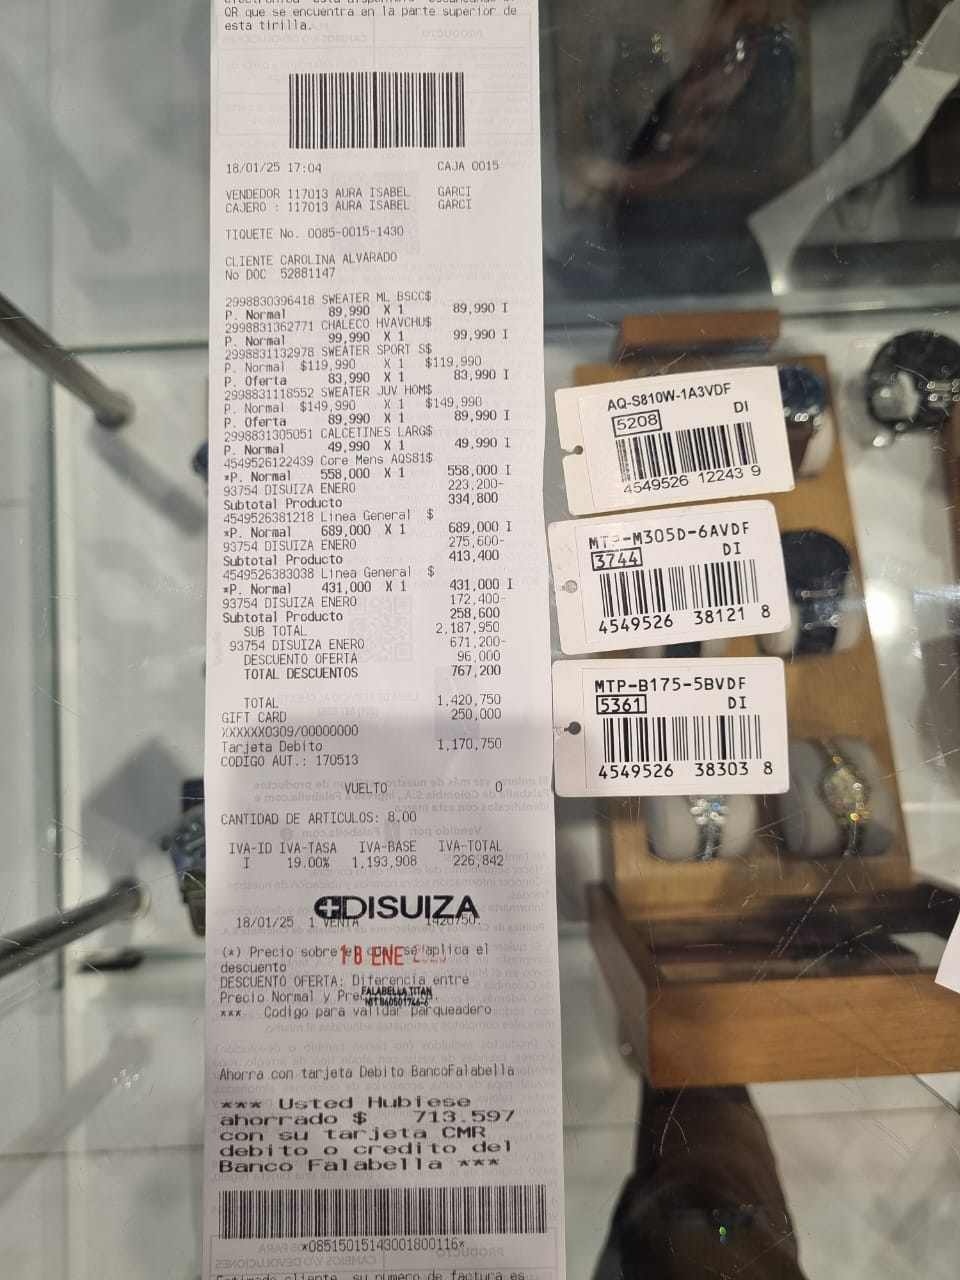 QR que se encuentra en la parte superior de
esta tirilla.
18/01/25 17:04 CAJA 0015
VENDEDOR 117013 AURA ISABEL GARCI
CAJERO : 117013 AURA ISABEL GARCI
TIQUETE No. 0085-0015-1430
CLIENTE CAROLINA ALVARADO
No DOC 52881147
2998830396418 SWEATER ML BSCC$
P. Normal 89,990 X 1 89,990 I
2998831362771 CHALECO HVAVCHU$
P. Normal 99,990 X 1 99,990 I
2998831132978 SWEATER SPORT S$
P. Normal $119,990 X 1 $119,990
P. Oferta 83,990 X 1 83,990 I
2998831118552 SWEATER JUV HOM$
P. Normal $149,990 X 1 $149,990
P. Oferta 89,990 X 1 89,990 I
2998831305051 CALCETINES LARG$
P. Normal 49,990 X 1 49,990 I
4549526122439 Core Mens AQS81$
*P. Normal 558,000 X 1 558,000 I
93754 DISUIZA ENERO 223,200-
Subtotal Producto 334,800
4549526381218 Linea General $
*P. Normal 689,000 X 1 689,000 I
93754 DISUIZA ENERO 275,600-
Subtotal Producto 413,400
4549526383038 Linea General $
*P. Normal 431,000 X 1 431,000 I
93754 DISUIZA ENERO 172,400-
Subtotal Producto 258,600
SUB TOTAL 2,187,950
93754 DISUIZA ENERO 671,200-
DESCUENTO OFERTA 96,000
TOTAL DESCUENTOS 767,200
TOTAL 1,420,750
GIFT CARD 250,000
XXXXXX0309/00000000
Tarjeta Debito 1,170,750
CODIGO AUT.: 170513
VUELTO 0
CANTIDAD DE ARTICULOS: 8.00
IVA-ID IVA-TASA IVA-BASE IVA-TOTAL
I 19.00% 1,193,908 226,842
DISUIZA
18/01/25 1 VENTA 1420750.
(*) Precio sobre el se aplica el
18 ENE
descuento
DESCUENTO OFERTA: Diferencia entre
Precio Normal y
FALABELLA TITAN
*** Codigo para validar parqueadero
Ahorra con tarjeta Debito BancoFalabella
*** Usted Hubiese
ahorrado $ 713.597
con su tarjeta CMR
debito o credito del
Banco Falabella ***
*08515015143001800116*
AQ-S810W-1A3VDF
5208 DI
4549526 12243 9
MTP-M305D-6AVDF
3744 DI
4549526 38121 8
MTP-B175-5BVDF
5361 DI
4549526 38303 8